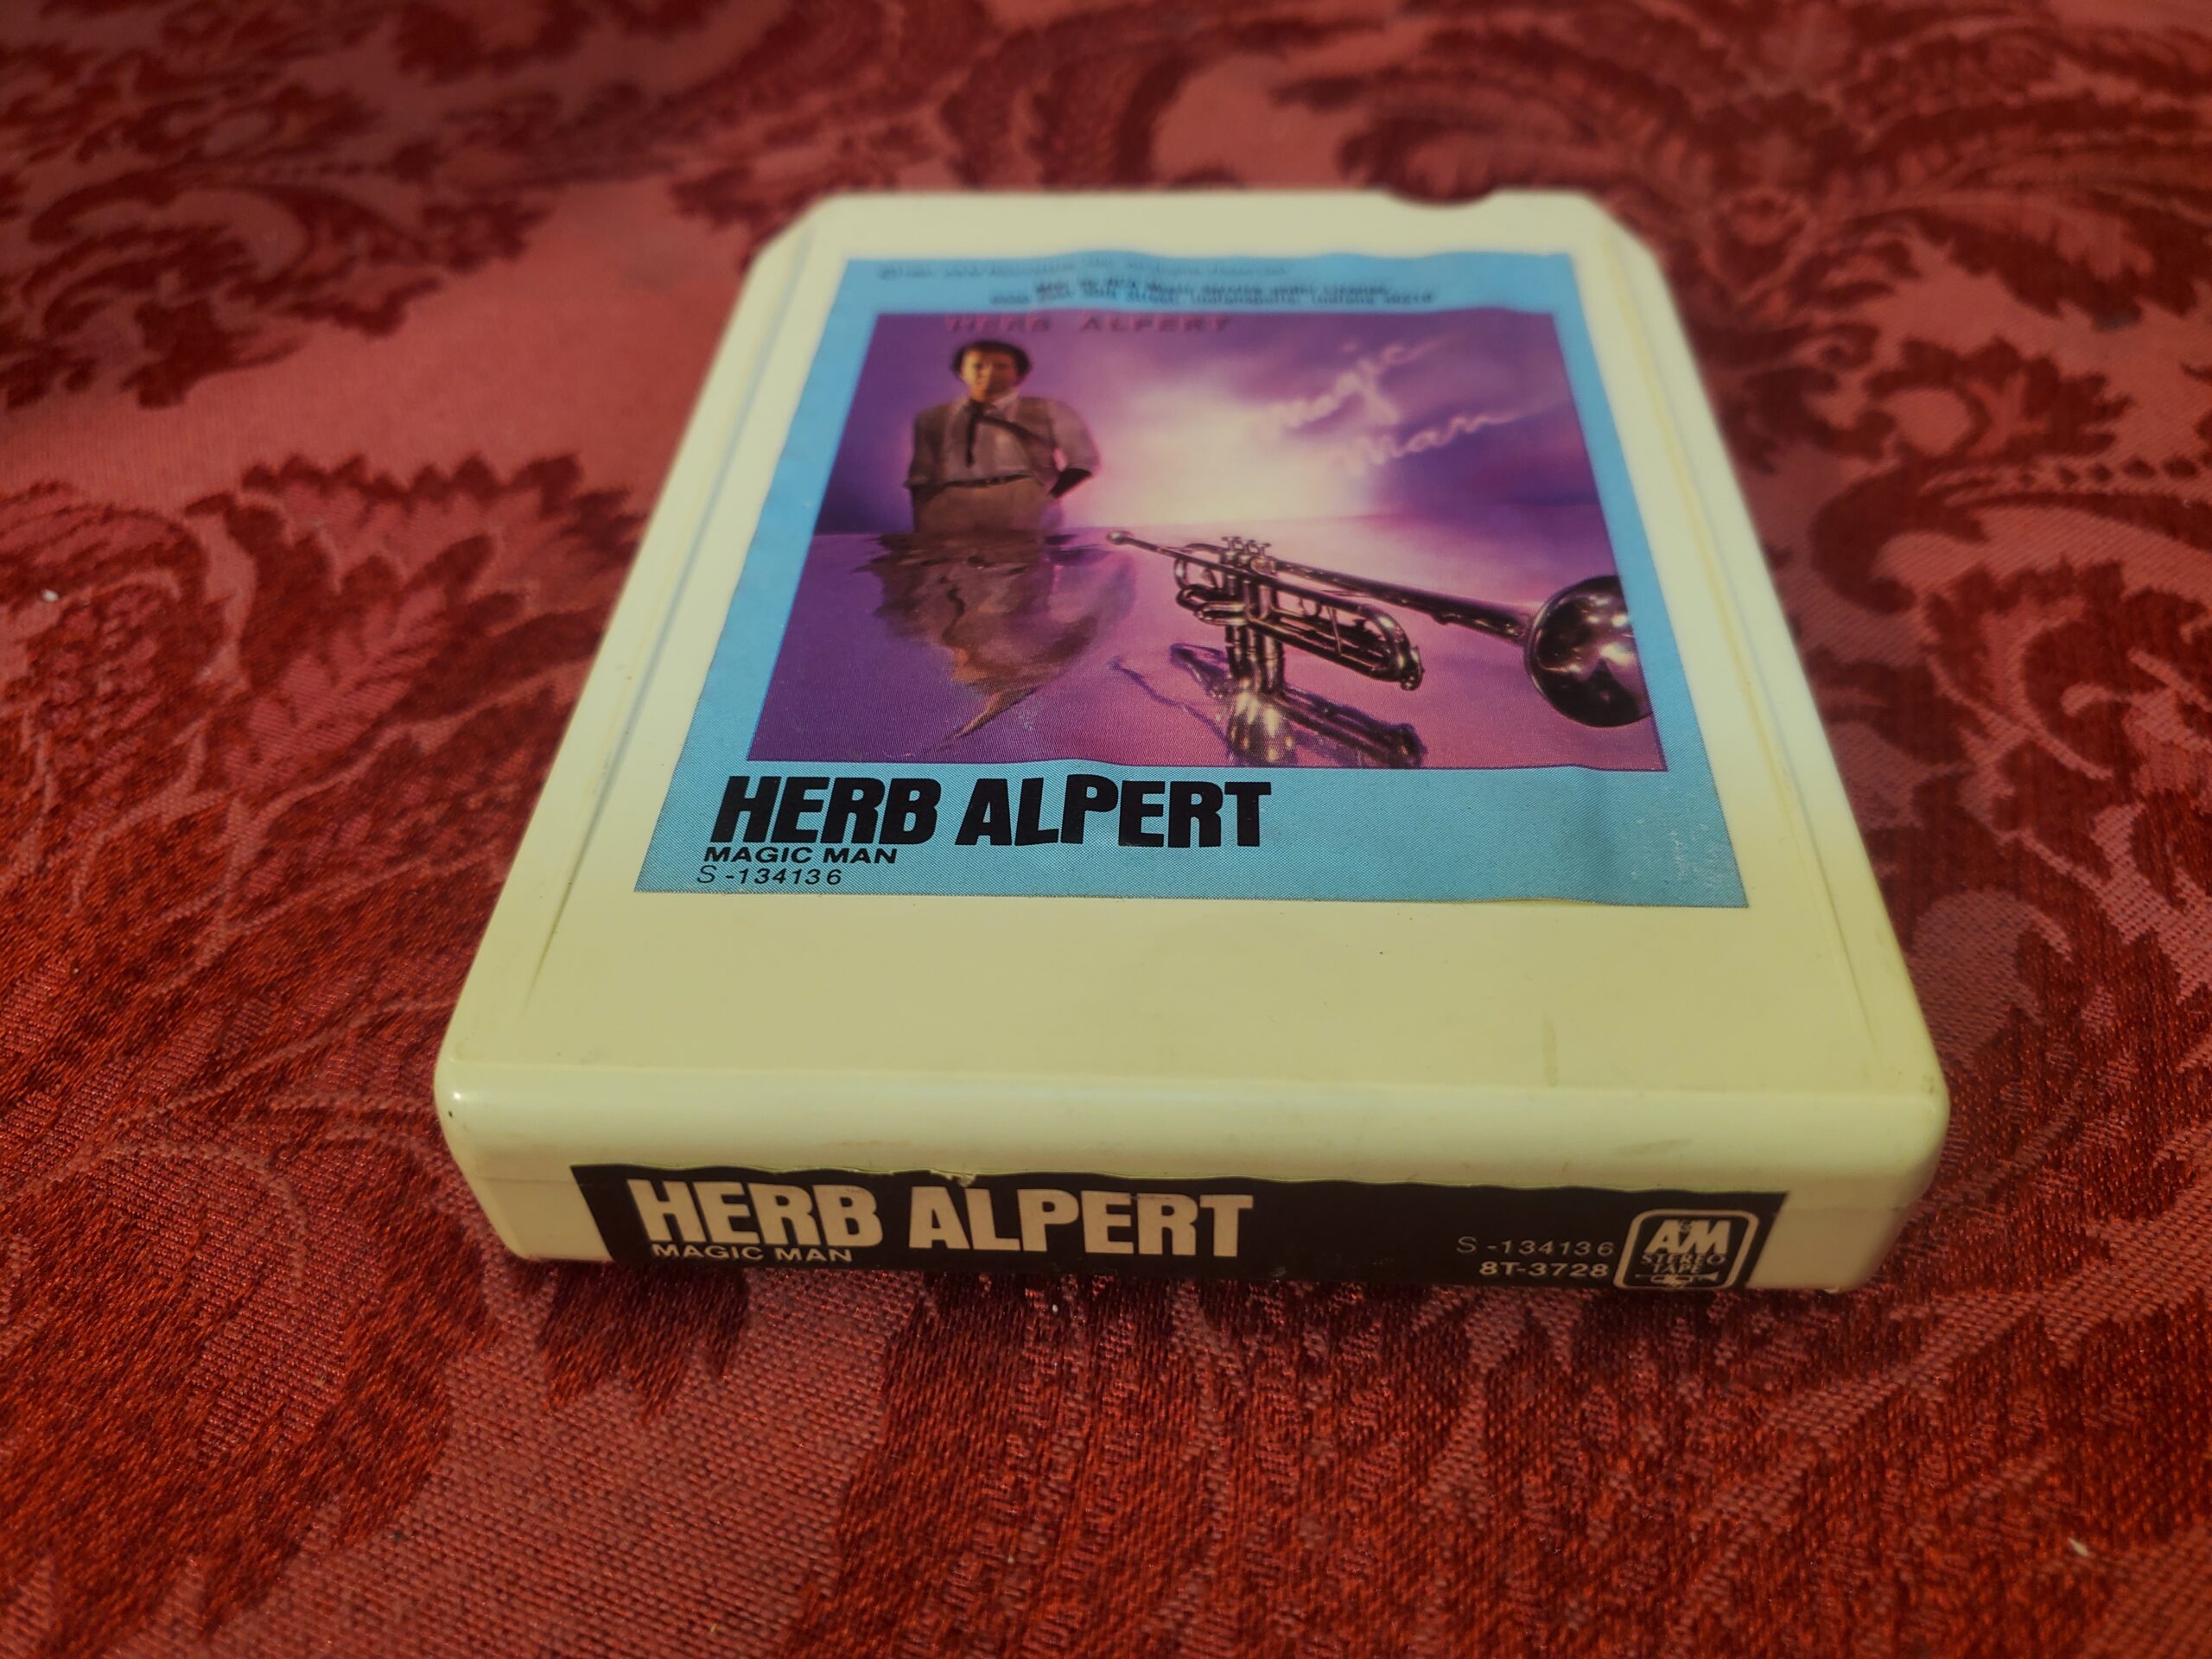 HERB ALPERT
magic
man
HERB ALPERT
MAGIC MAN
S-134136
HERB ALPERT
MAGIC MAN
S-134136
8T-3728
A&M
STEREO
TAPE